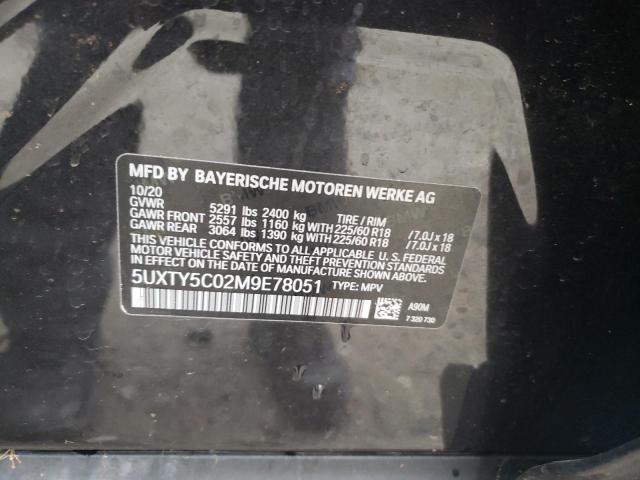 MFD BY BAYERISCHE MOTOREN WERKE AG
10/20
GVWR 5291 lbs 2400 kg TIRE / RIM
GAWR FRONT 2557 lbs 1160 kg WITH 225/60 R18 /7.0J x 18
GAWR REAR 3064 lbs 1390 kg WITH 225/60 R18 /7.0J x 18
THIS VEHICLE CONFORMS TO ALL APPLICABLE U. S. FEDERAL
MOTOR VEHICLE SAFETY AND THEFT PREVENTION STANDARDS
IN EFFECT ON THE DATE OF MANUFACTURE SHOWN ABOVE.
5UXTY5C02M9E78051 TYPE: MPV
A90M
7 320 730